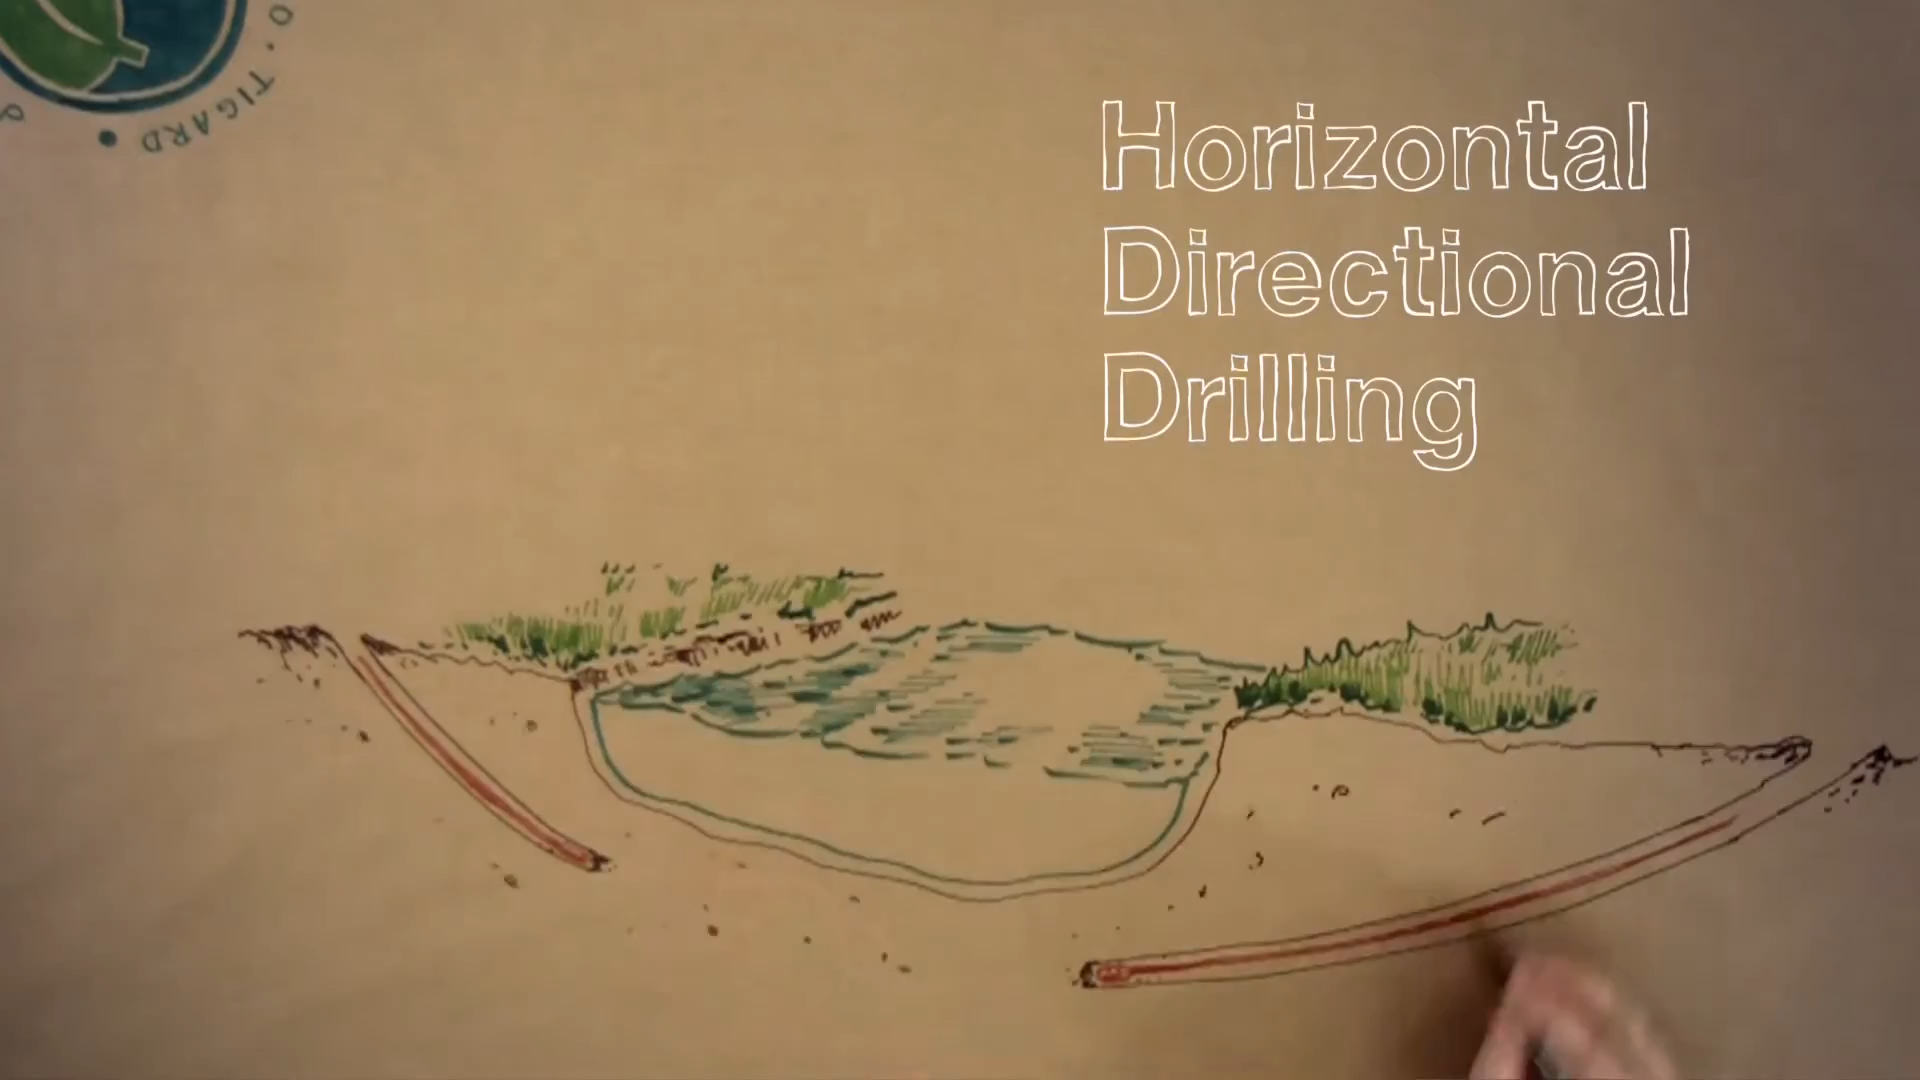 O • TIGARD •
Horizontal
Directional
Drilling